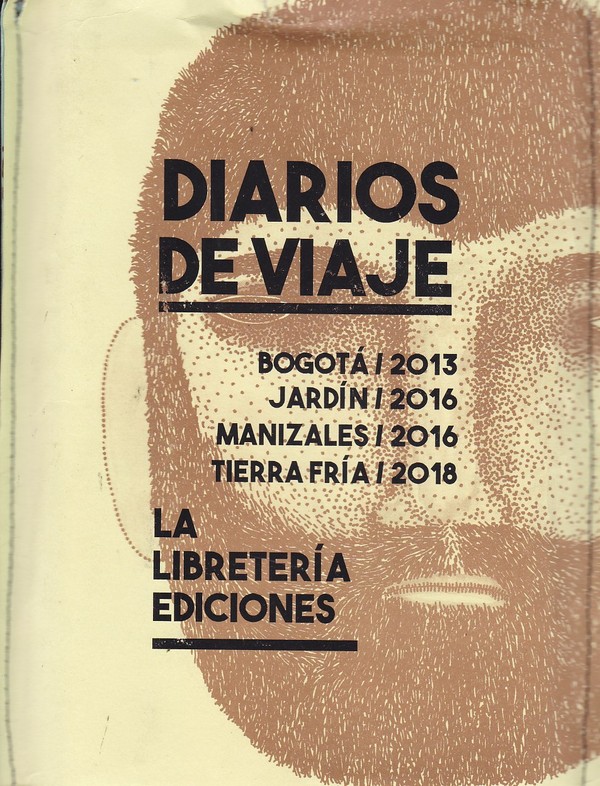 DIARIOS
DE VIAJE
BOGOTÁ / 2013
JARDÍN / 2016
MANIZALES / 2016
TIERRA FRÍA / 2018
LA
LIBRETERÍA
EDICIONES